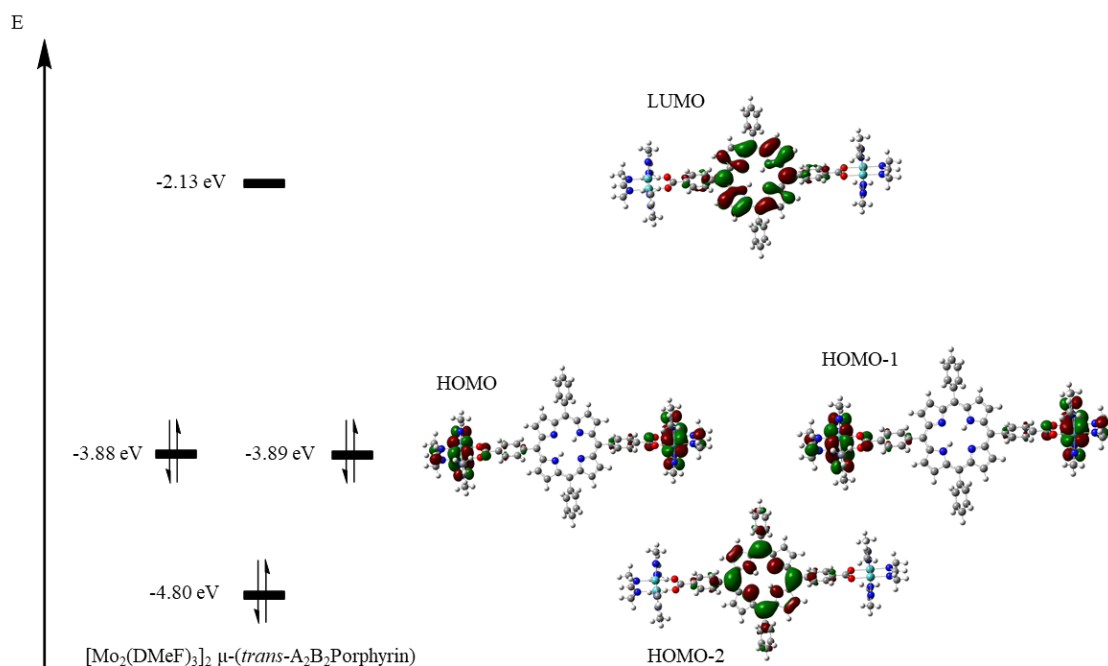 E
LUMO
-2.13 eV
HOMO
HOMO-1
-3.88 eV
-3.89 eV
-4.80 eV
[Mo₂(DMeF)₃]₂ μ-(trans-A₂B₂Porphyrin)
HOMO-2